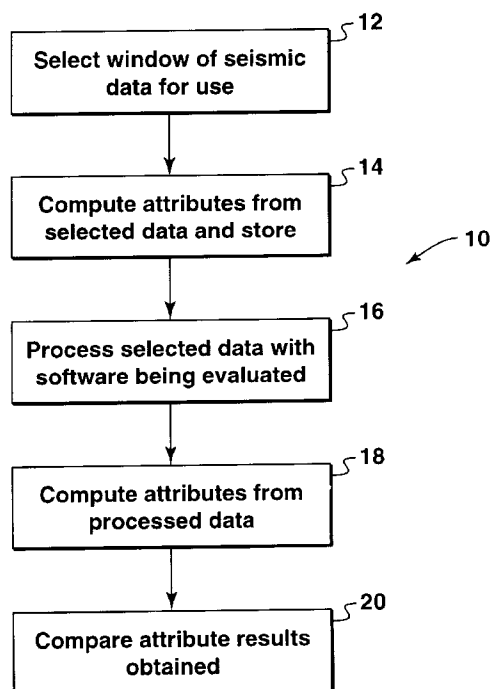 12
Select window of seismic
data for use
14
Compute attributes from
selected data and store
10
16
Process selected data with
software being evaluated
18
Compute attributes from
processed data
20
Compare attribute results
obtained